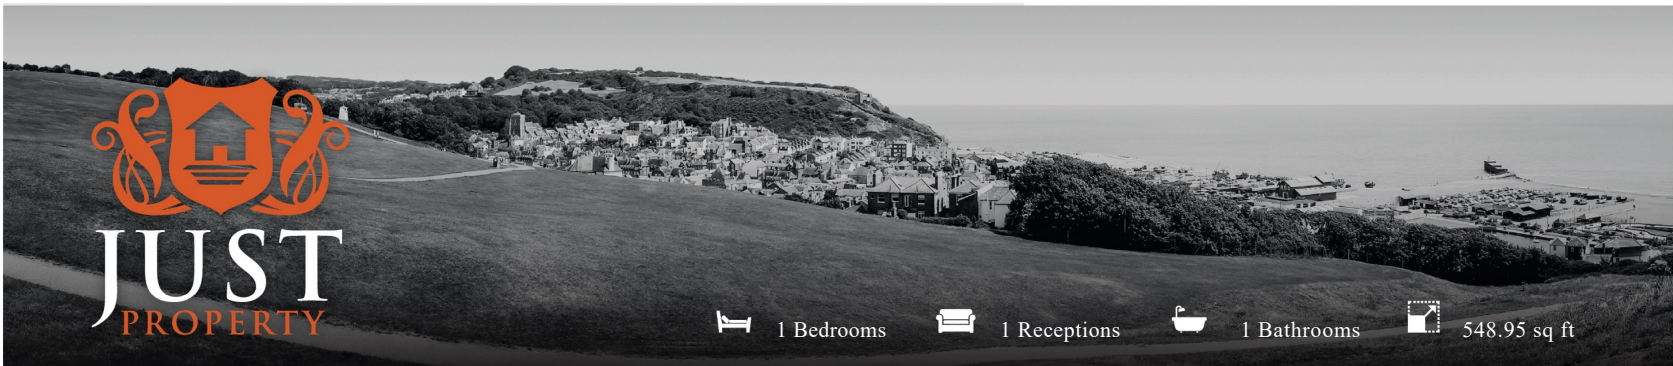 JUST
PROPERTY
1 Bedrooms 1 Receptions 1 Bathrooms 548.95 sq ft